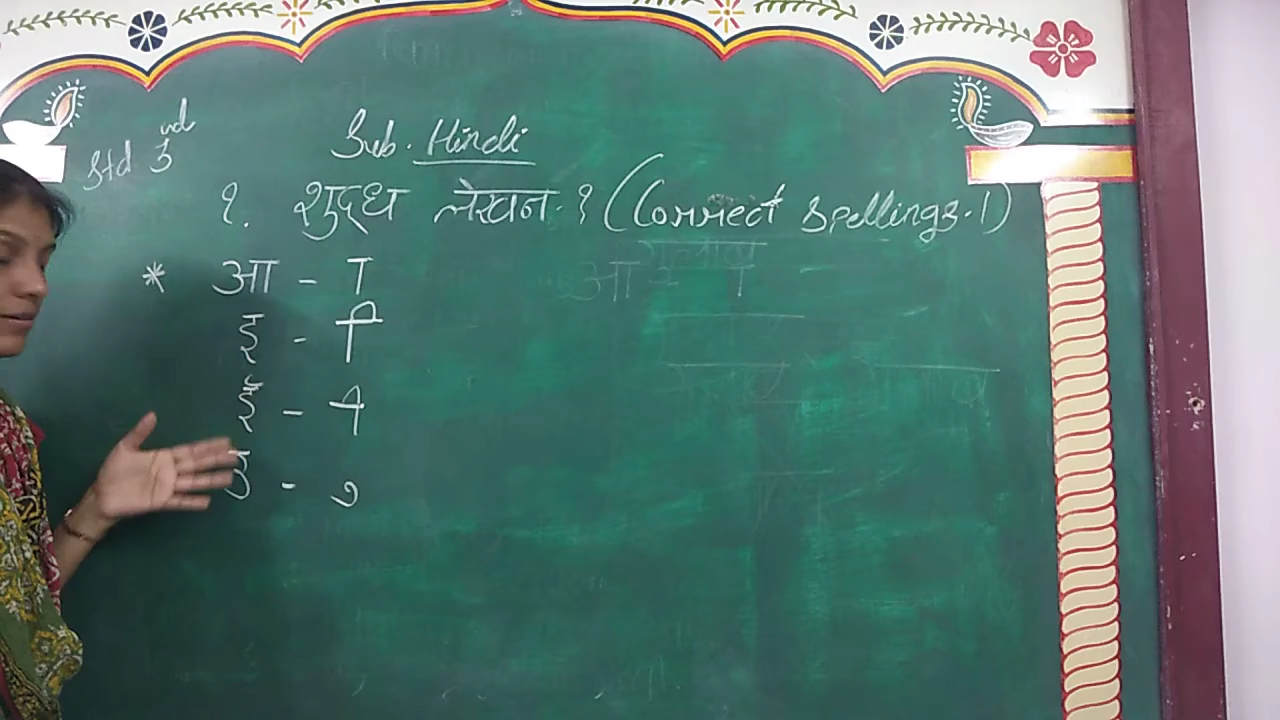 Std 3rd
Sub. Hindi
१. शुद्ध लेखन-१ (Correct Spellings-1)
* आ - ा
इ - ि
ई - ी
उ - ु